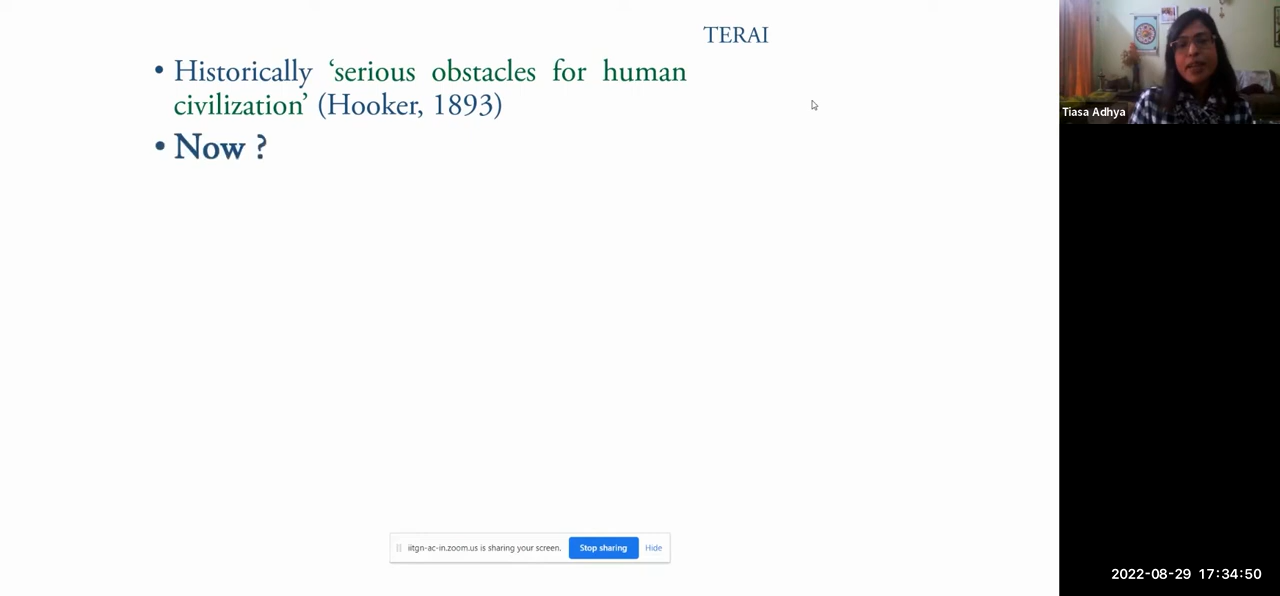 TERAI
• Historically ‘serious obstacles for human
civilization’ (Hooker, 1893)
• Now ?
Tiasa Adhya
iitgn-ac-in.zoom.us is sharing your screen. Stop sharing Hide
2022-08-29 17:34:50